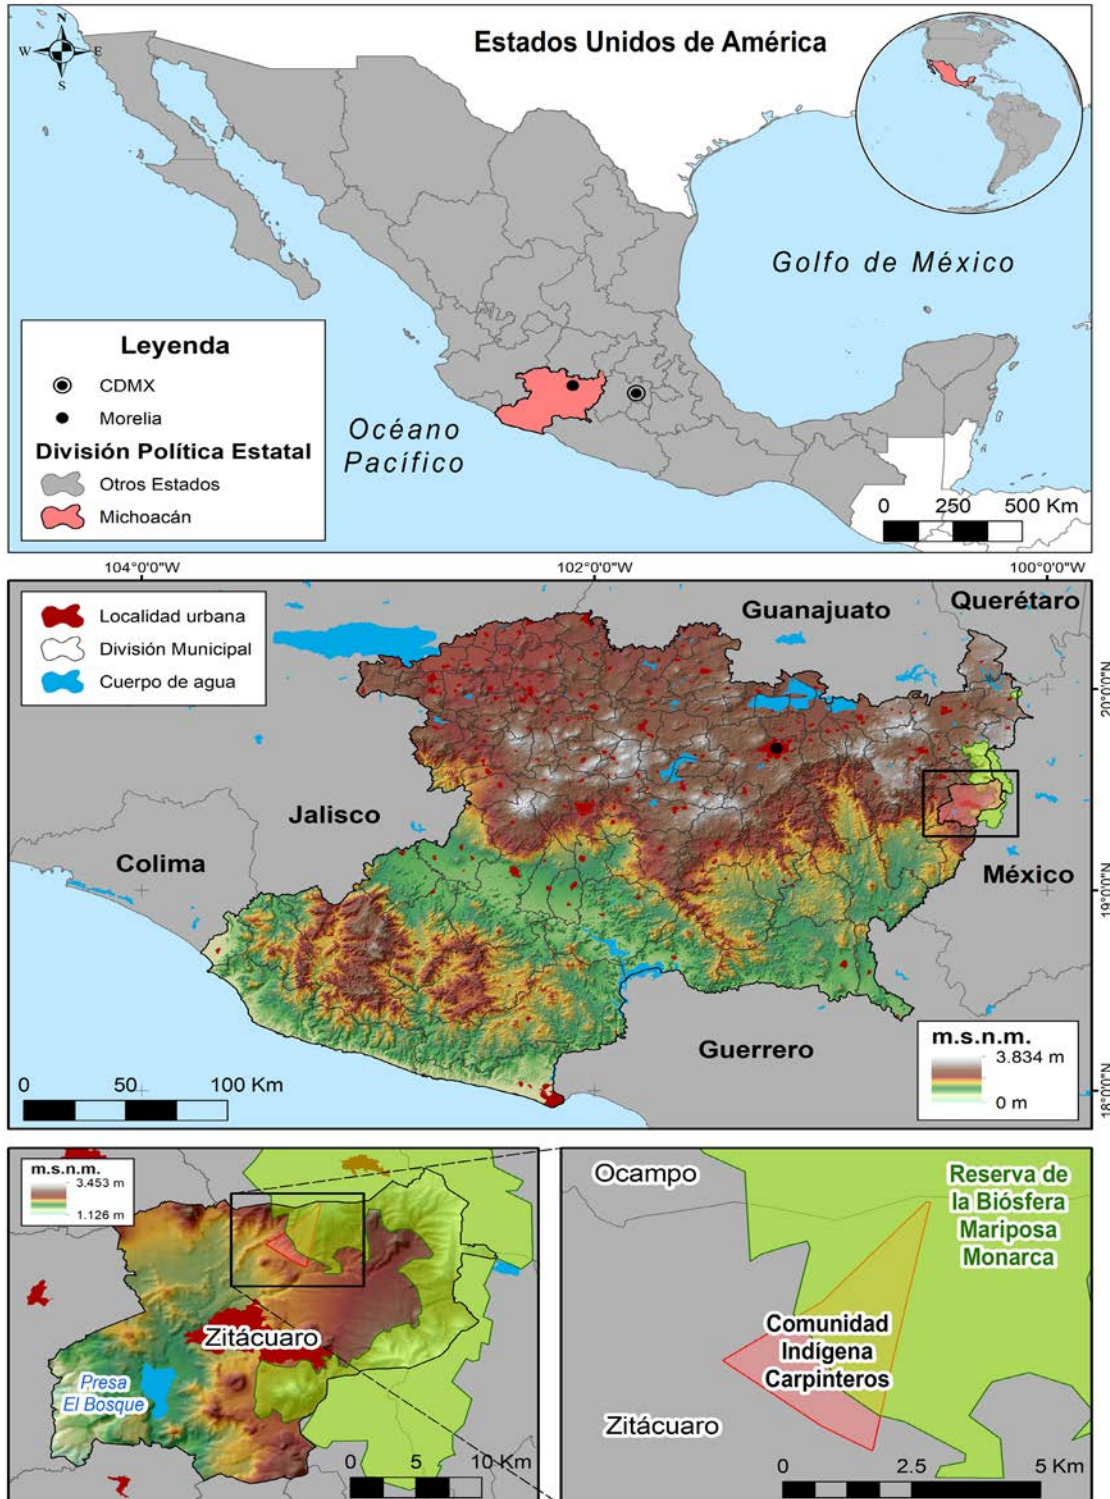 N
W E
S
Estados Unidos de América
Golfo de México
Océano
Pacífico
Leyenda
CDMX
Morelia
División Política Estatal
Otros Estados
Michoacán
0 250 500 Km
104°0'0"W 102°0'0"W 100°0'0"W
Localidad urbana
División Municipal
Cuerpo de agua
Guanajuato
Querétaro
20°0'0"N
Jalisco
Colima
México
19°0'0"N
Guerrero
m.s.n.m.
3.834 m
0 m
18°0'0"N
0 50 100 Km
m.s.n.m.
3.453 m
1.126 m
Zitácuaro
Presa
El Bosque
0 5 10 Km
Ocampo
Reserva de
la Biósfera
Mariposa
Monarca
Comunidad
Indígena
Carpinteros
Zitácuaro
0 2.5 5 Km